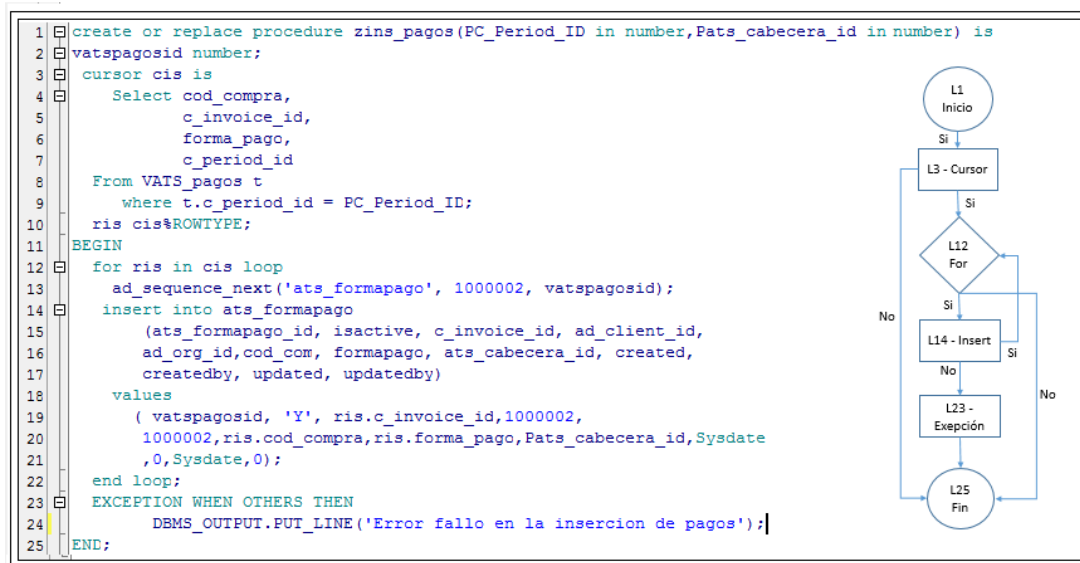 1 create or replace procedure zins_pagos(PC_Period_ID in number,Pats_cabecera_id in number) is
2 vatspagosid number;
3 cursor cis is
4 Select cod_compra,
5 c_invoice_id,
6 forma_pago,
7 c_period_id
8 From VATS_pagos t
9 where t.c_period_id = PC_Period_ID;
10 ris cis%ROWTYPE;
11 BEGIN
12 for ris in cis loop
13 ad_sequence_next('ats_formapago', 1000002, vatspagosid);
14 insert into ats_formapago
15 (ats_formapago_id, isactive, c_invoice_id, ad_client_id,
16 ad_org_id,cod_com, formapago, ats_cabecera_id, created,
17 createdby, updated, updatedby)
18 values
19 ( vatspagosid, 'Y', ris.c_invoice_id,1000002,
20 1000002,ris.cod_compra,ris.forma_pago,Pats_cabecera_id,Sysdate
21 ,0,Sysdate,0);
22 end loop;
23 EXCEPTION WHEN OTHERS THEN
24 DBMS_OUTPUT.PUT_LINE('Error fallo en la insercion de pagos');
25 END;
L1
Inicio
Si
L3 - Cursor
Si
L12
For
Si
No
L14 - Insert
Si
No
No
L23 -
Exepción
L25
Fin